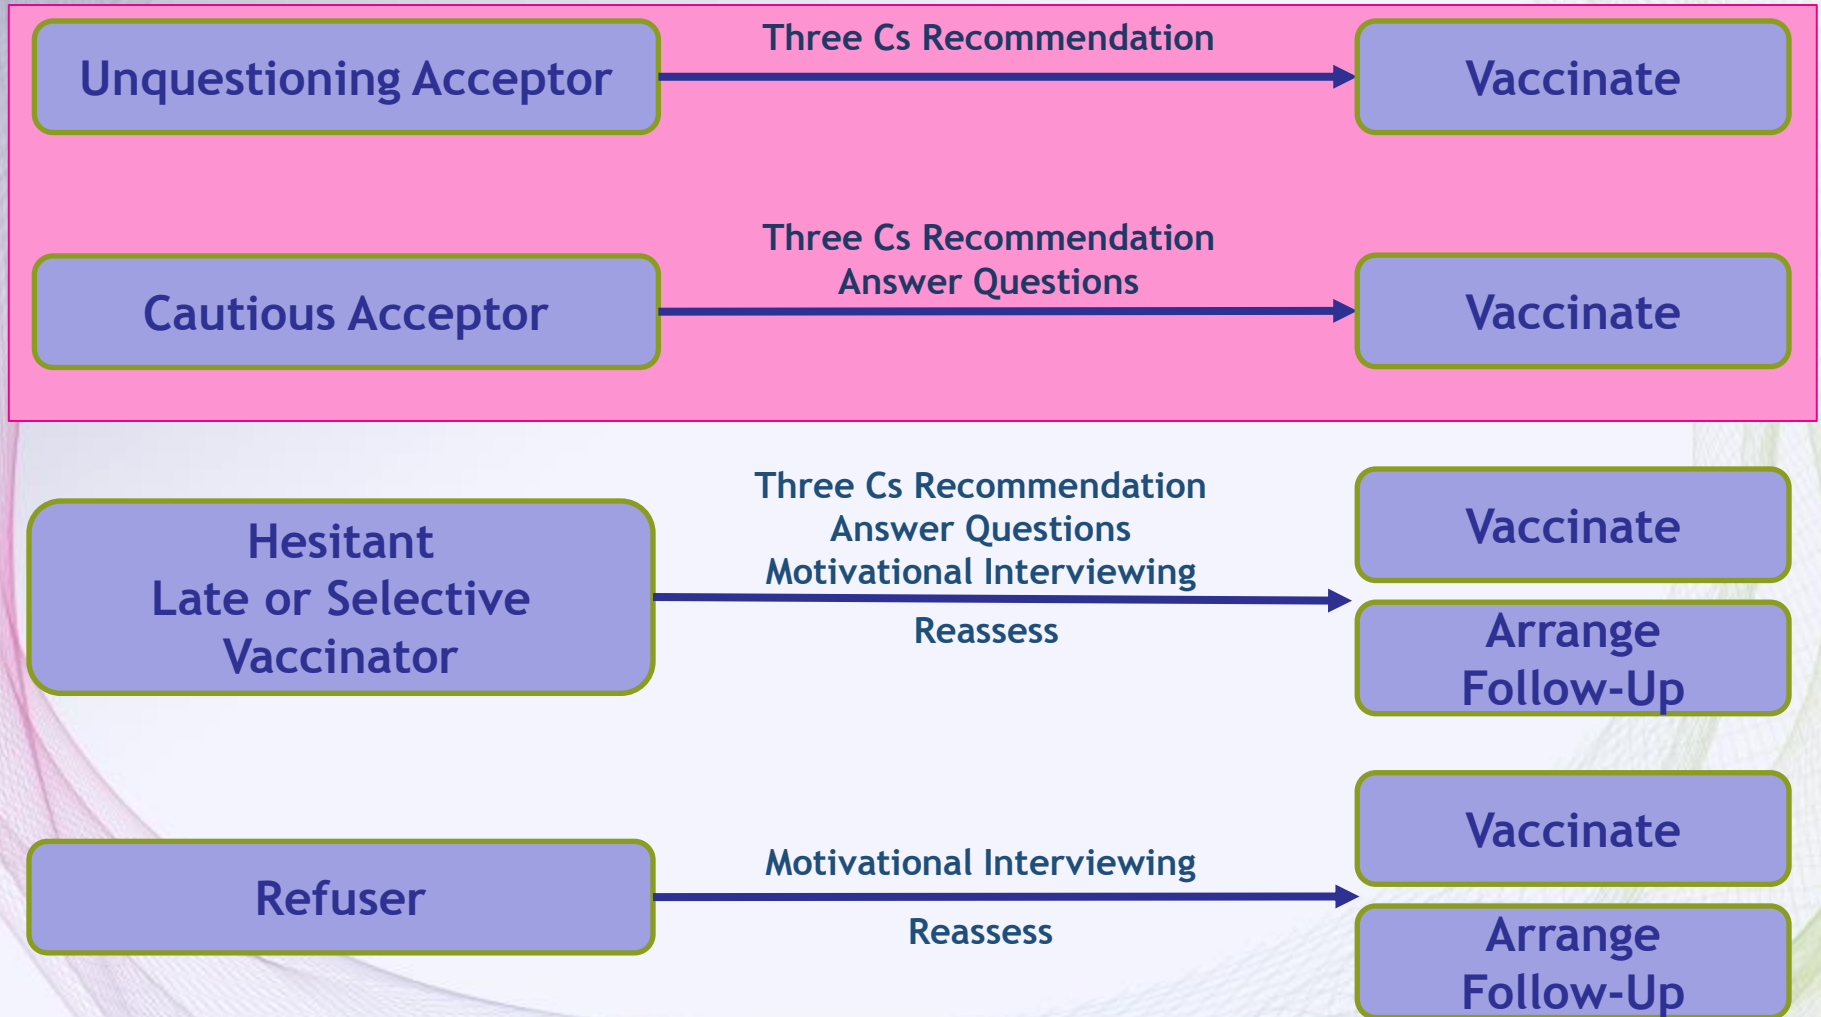 Unquestioning Acceptor
Three Cs Recommendation
Vaccinate
Cautious Acceptor
Three Cs Recommendation
Answer Questions
Vaccinate
Hesitant
Late or Selective
Vaccinator
Three Cs Recommendation
Answer Questions
Motivational Interviewing
Reassess
Vaccinate
Arrange
Follow-Up
Refuser
Motivational Interviewing
Reassess
Vaccinate
Arrange
Follow-Up